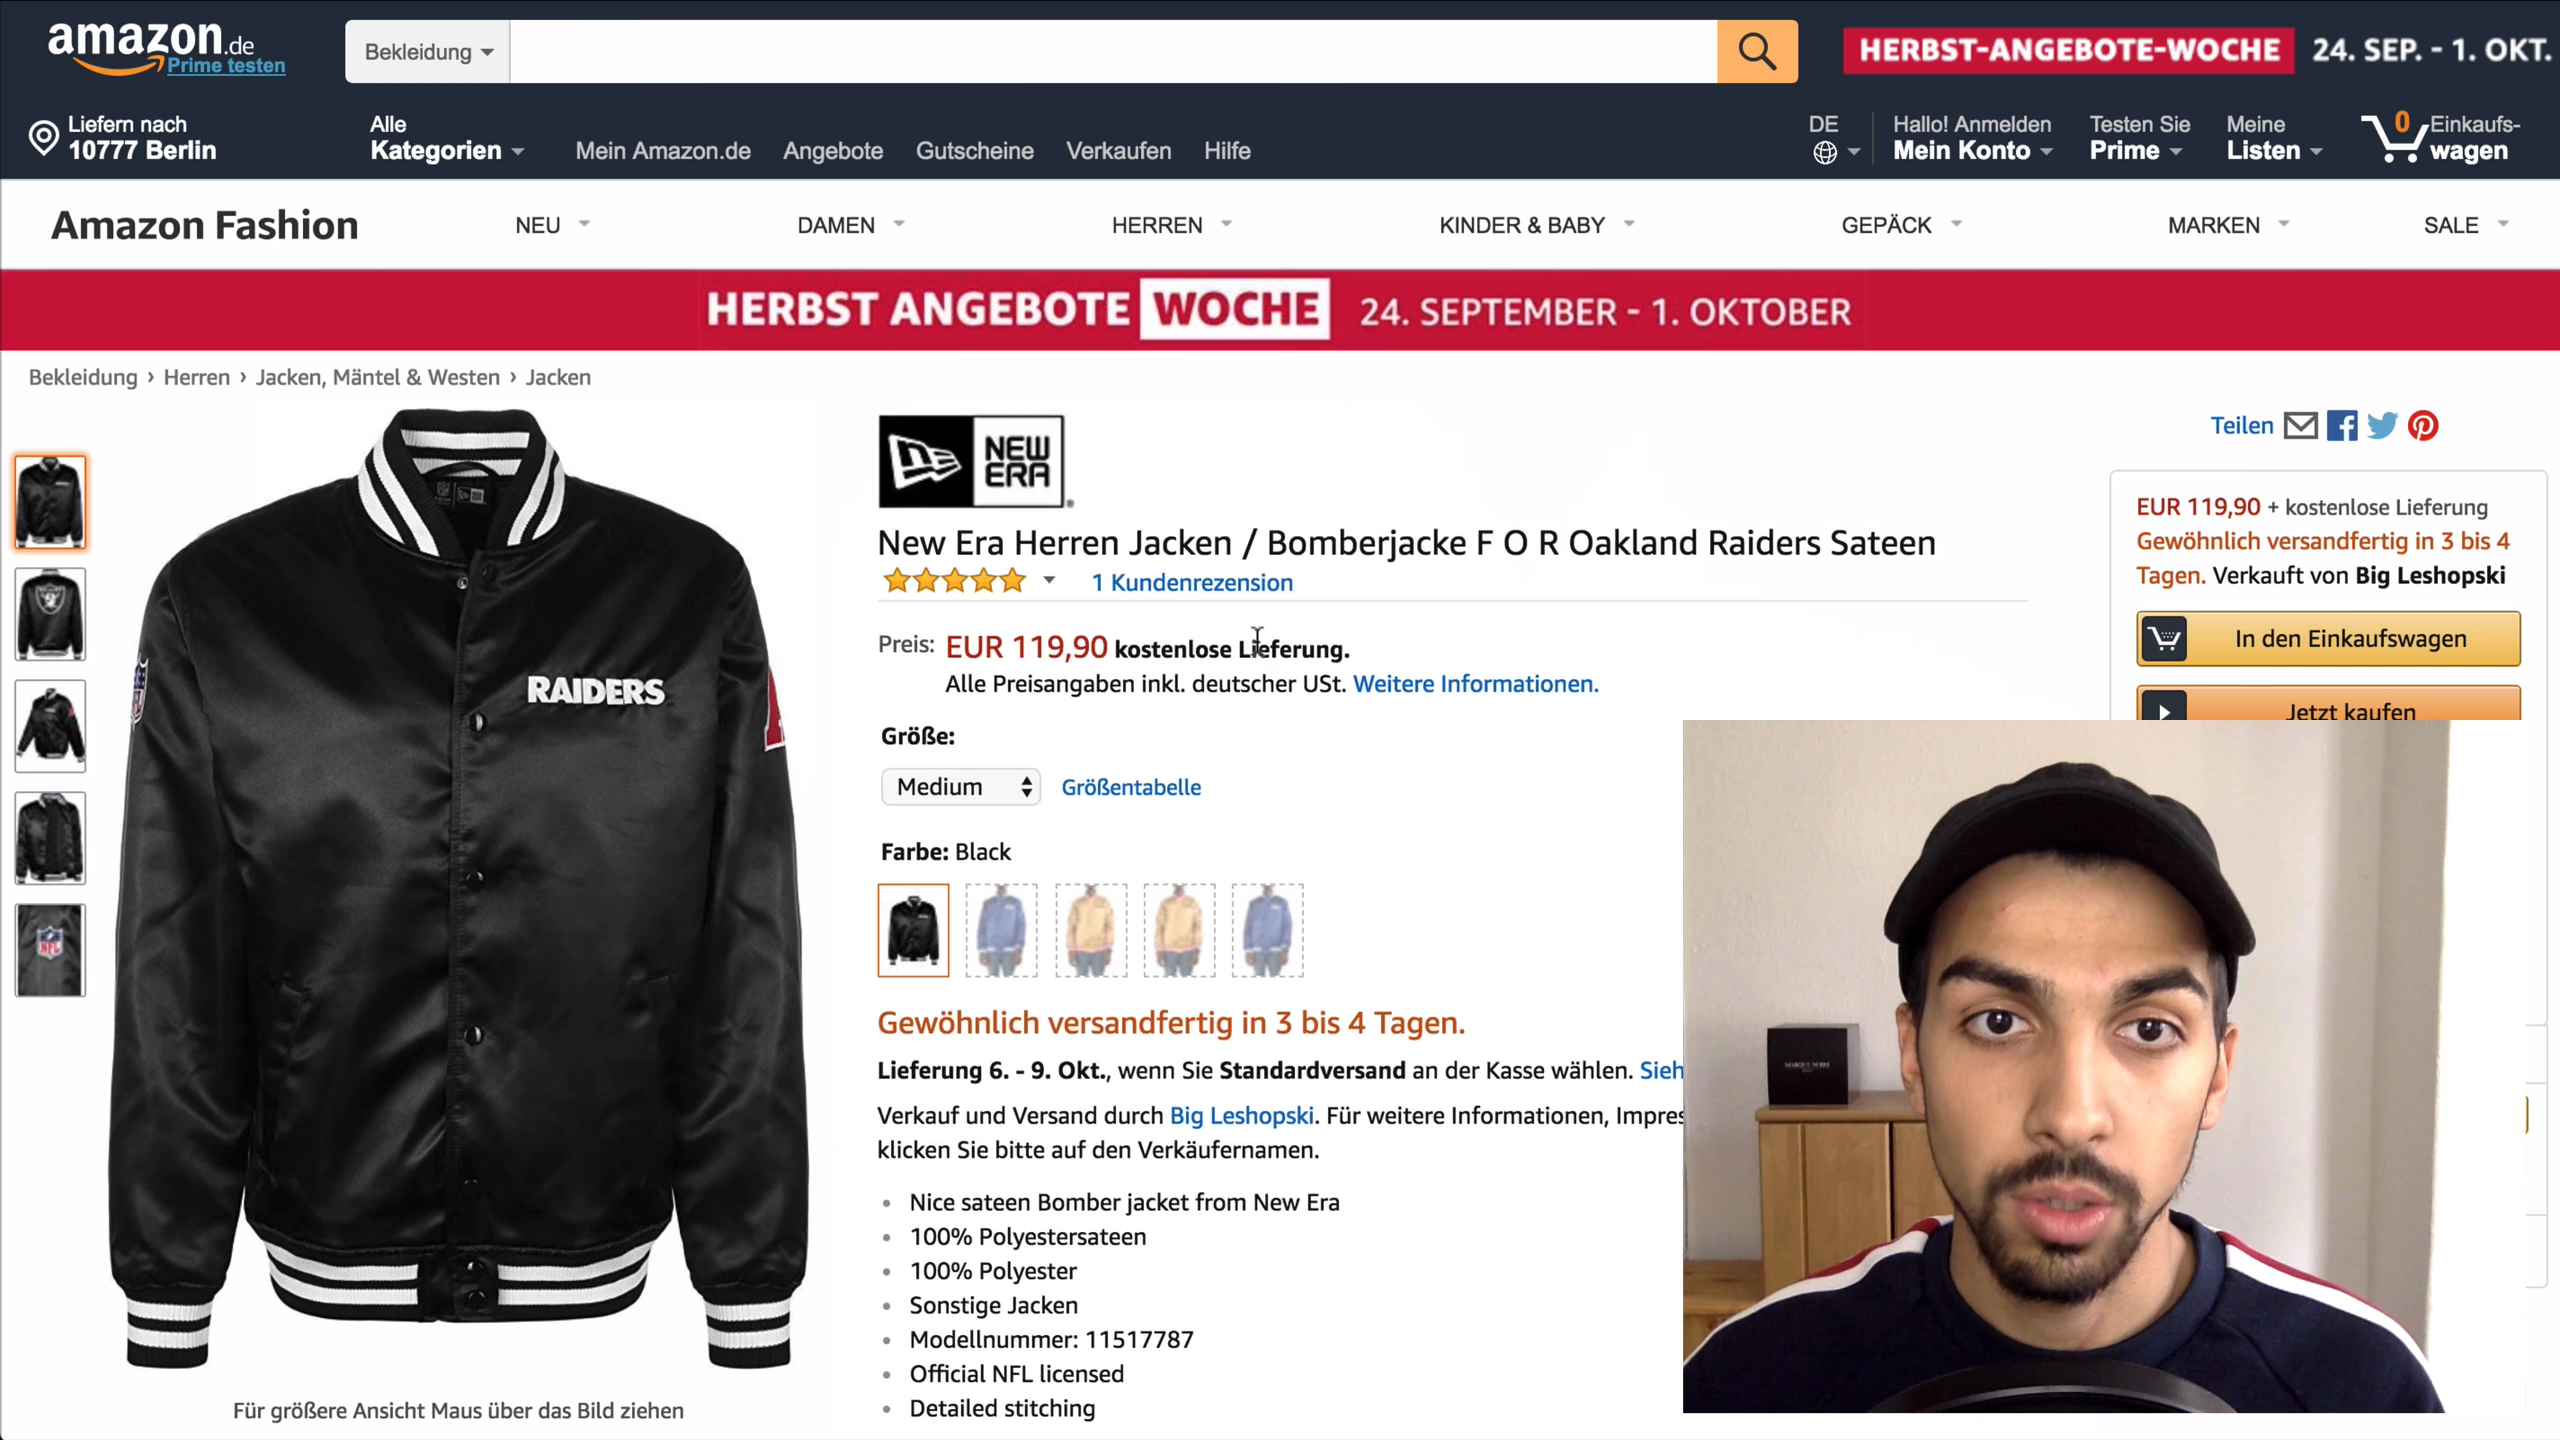 amazon.de
Prime testen
Bekleidung
HERBST-ANGEBOTE-WOCHE 24. SEP. - 1. OKT.
Liefern nach
10777 Berlin
Alle
Kategorien
Mein Amazon.de Angebote Gutscheine Verkaufen Hilfe
DE
Hallo! Anmelden
Mein Konto
Testen Sie
Prime
Meine
Listen
0 Einkaufs-
wagen
Amazon Fashion NEU DAMEN HERREN KINDER & BABY GEPÄCK MARKEN SALE
HERBST ANGEBOTE WOCHE 24. SEPTEMBER - 1. OKTOBER
Bekleidung › Herren › Jacken, Mäntel & Westen › Jacken
RAIDERS
NFL
Für größere Ansicht Maus über das Bild ziehen
NEW
ERA
New Era Herren Jacken / Bomberjacke F O R Oakland Raiders Sateen
1 Kundenrezension
Preis: EUR 119,90 kostenlose Lieferung.
Alle Preisangaben inkl. deutscher USt. Weitere Informationen.
Größe:
Medium Größentabelle
Farbe: Black
Gewöhnlich versandfertig in 3 bis 4 Tagen.
Lieferung 6. - 9. Okt., wenn Sie Standardversand an der Kasse wählen. Sieh
Verkauf und Versand durch Big Leshopski. Für weitere Informationen, Impres
klicken Sie bitte auf den Verkäufernamen.
• Nice sateen Bomber jacket from New Era
• 100% Polyestersateen
• 100% Polyester
• Sonstige Jacken
• Modellnummer: 11517787
• Official NFL licensed
• Detailed stitching
Teilen
EUR 119,90 + kostenlose Lieferung
Gewöhnlich versandfertig in 3 bis 4
Tagen. Verkauft von Big Leshopski
In den Einkaufswagen
Jetzt kaufen